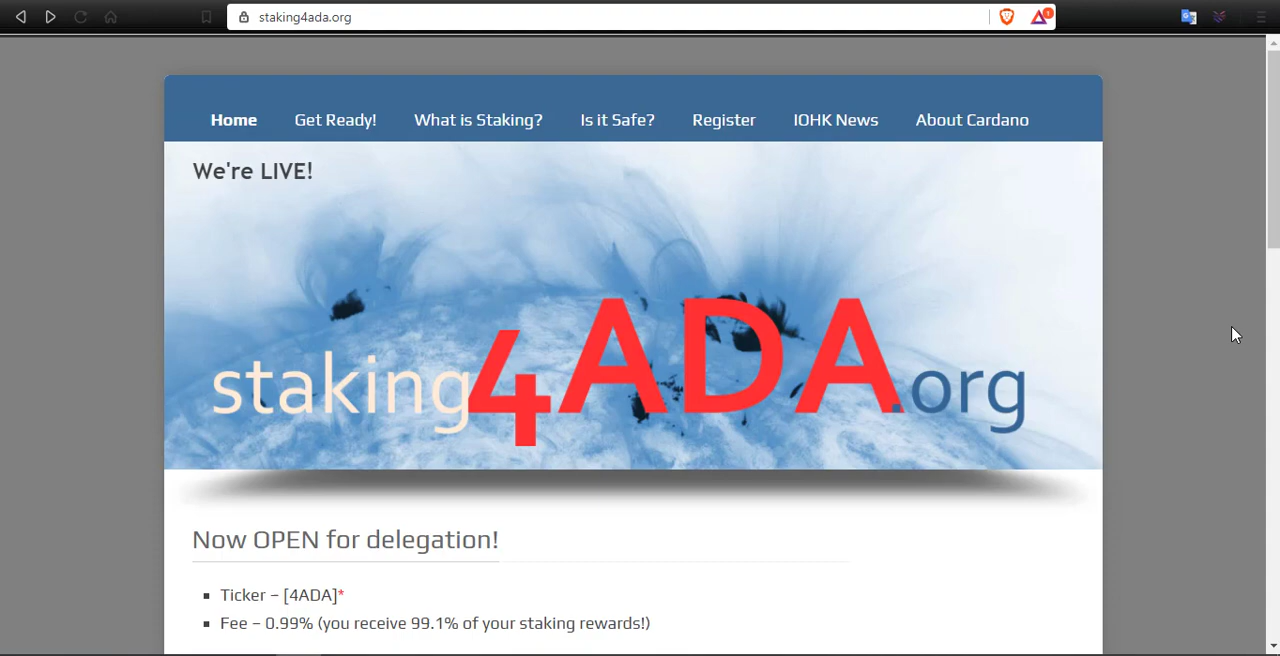 staking4ada.org
1
Home Get Ready! What is Staking? Is it Safe? Register IOHK News About Cardano
We're LIVE!
staking4ADA.org
Now OPEN for delegation!
Ticker – [4ADA]*
Fee – 0.99% (you receive 99.1% of your staking rewards!)